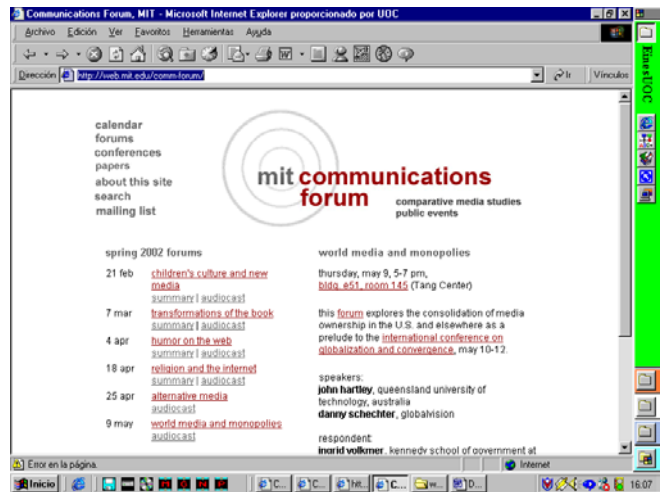 Communications Forum, MIT - Microsoft Internet Explorer proporcionado por UOC
Archivo Edición Ver Favoritos Herramientas Ayuda
Dirección http://web.mit.edu/comm-forum/ Ir Vínculos
EinesUOC
calendar
forums
conferences
papers
about this site
search
mailing list
mit communications
forum
comparative media studies
public events
spring 2002 forums
21 feb children's culture and new
media
summary | audiocast
7 mar transformations of the book
summary | audiocast
4 apr humor on the web
summary | audiocast
18 apr religion and the internet
summary | audiocast
25 apr alternative media
audiocast
9 may world media and monopolies
audiocast
world media and monopolies
thursday, may 9, 5-7 pm,
bldg. e51, room 145 (Tang Center)
this forum explores the consolidation of media
ownership in the U.S. and elsewhere as a
prelude to the international conference on
globalization and convergence, may 10-12.
speakers:
john hartley, queensland university of
technology, australia
danny schechter, globalvision
respondent:
ingrid volkmer, kennedy school of government at
Error en la página. Internet
Inicio C... C... htt... C... w... D... 16:07